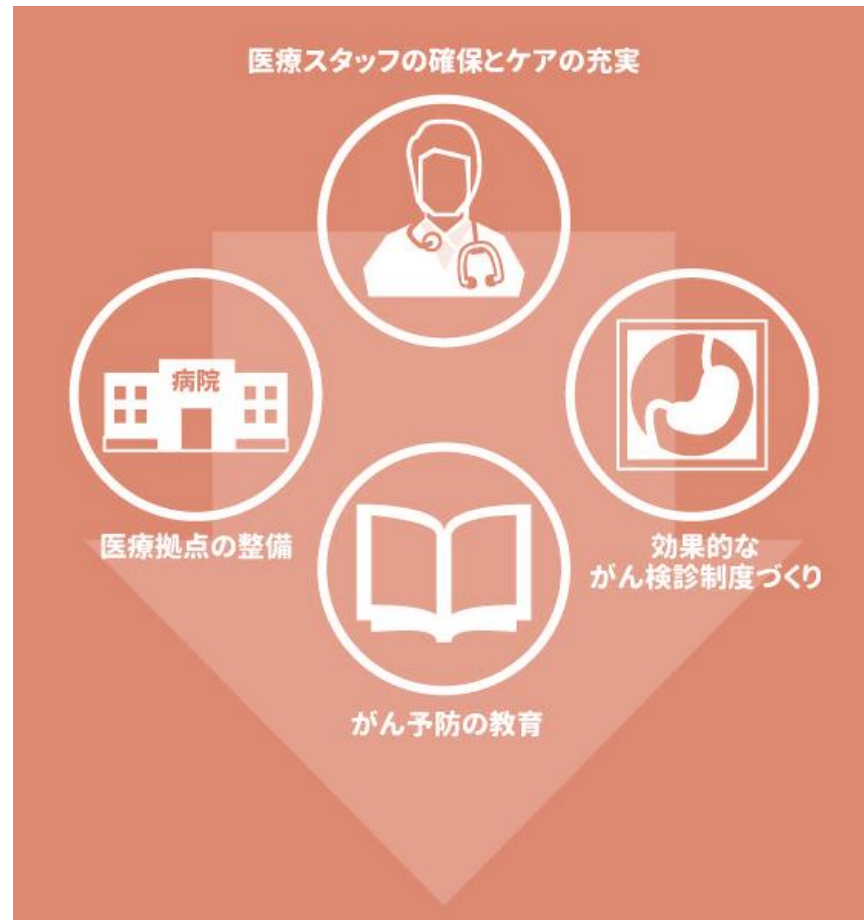 医療スタッフの確保とケアの充実
病院
医療拠点の整備
効果的な
がん検診制度づくり
がん予防の教育